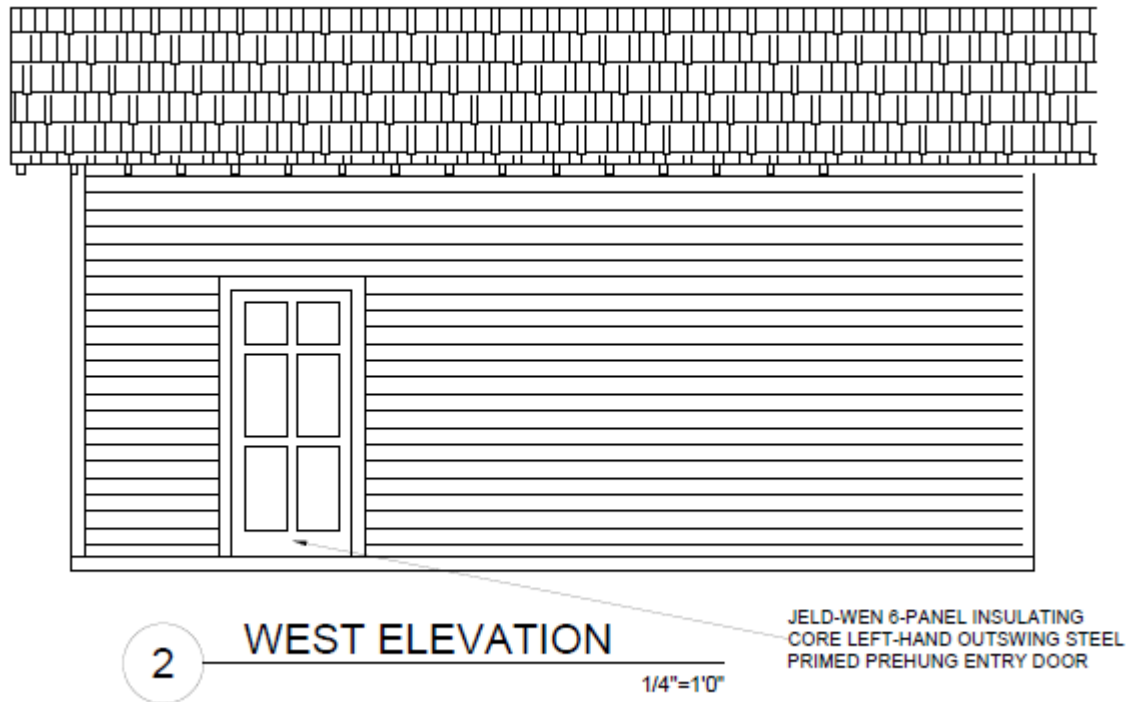 JELD-WEN 6-PANEL INSULATING
CORE LEFT-HAND OUTSWING STEEL
PRIMED PREHUNG ENTRY DOOR
2
WEST ELEVATION
1/4"=1'0"